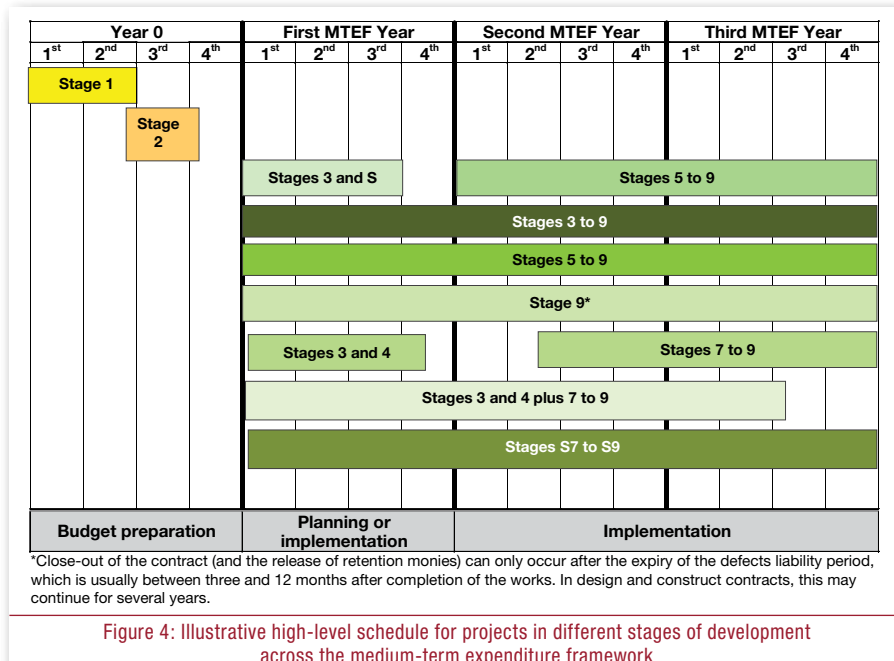 Year 0 First MTEF Year Second MTEF Year Third MTEF Year
1st 2nd 3rd 4th 1st 2nd 3rd 4th 1st 2nd 3rd 4th 1st 2nd 3rd 4th
Stage 1
Stage
2
Stages 3 and S Stages 5 to 9
Stages 3 to 9
Stages 5 to 9
Stage 9*
Stages 3 and 4 Stages 7 to 9
Stages 3 and 4 plus 7 to 9
Stages S7 to S9
Budget preparation Planning or
implementation Implementation
*Close-out of the contract (and the release of retention monies) can only occur after the expiry of the defects liability period,
which is usually between three and 12 months after completion of the works. In design and construct contracts, this may
continue for several years.
Figure 4: Illustrative high-level schedule for projects in different stages of development
across the medium-term expenditure framework